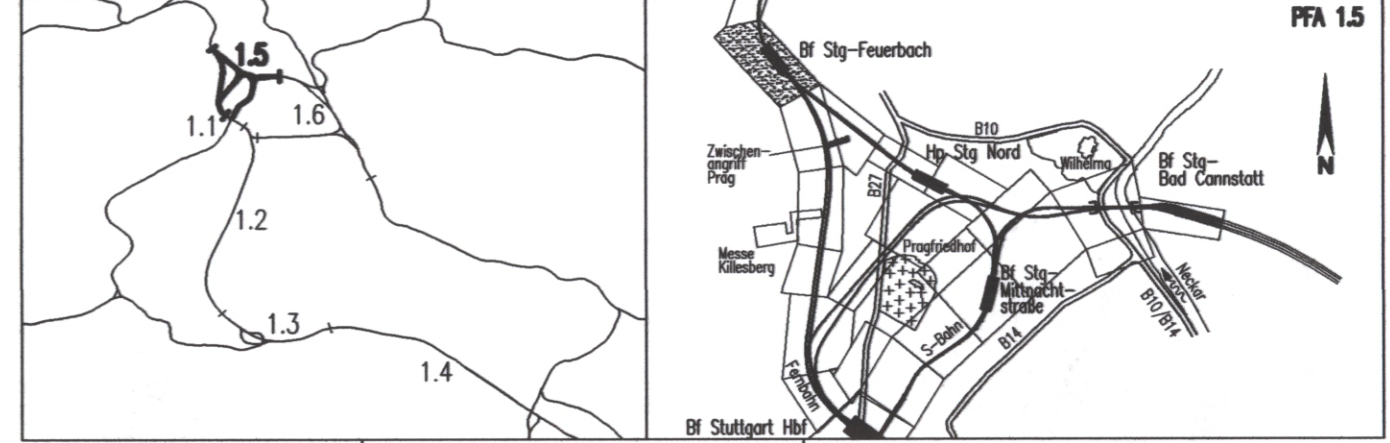 1.5
1.6
1.1
1.2
1.3
1.4
PFA 1.5
Bf Stg-Feuerbach
N
B10
Zwischen-
angriff
Prag
Hp Stg Nord
Wilhelma
Bf Stg-
Bad Cannstatt
B27
Messe
Killesberg
Pragfriedhof
Bf Stg-
Mittnacht-
straße
Neckar
B10/B14
S-Bahn
B14
Fernbahn
Bf Stuttgart Hbf